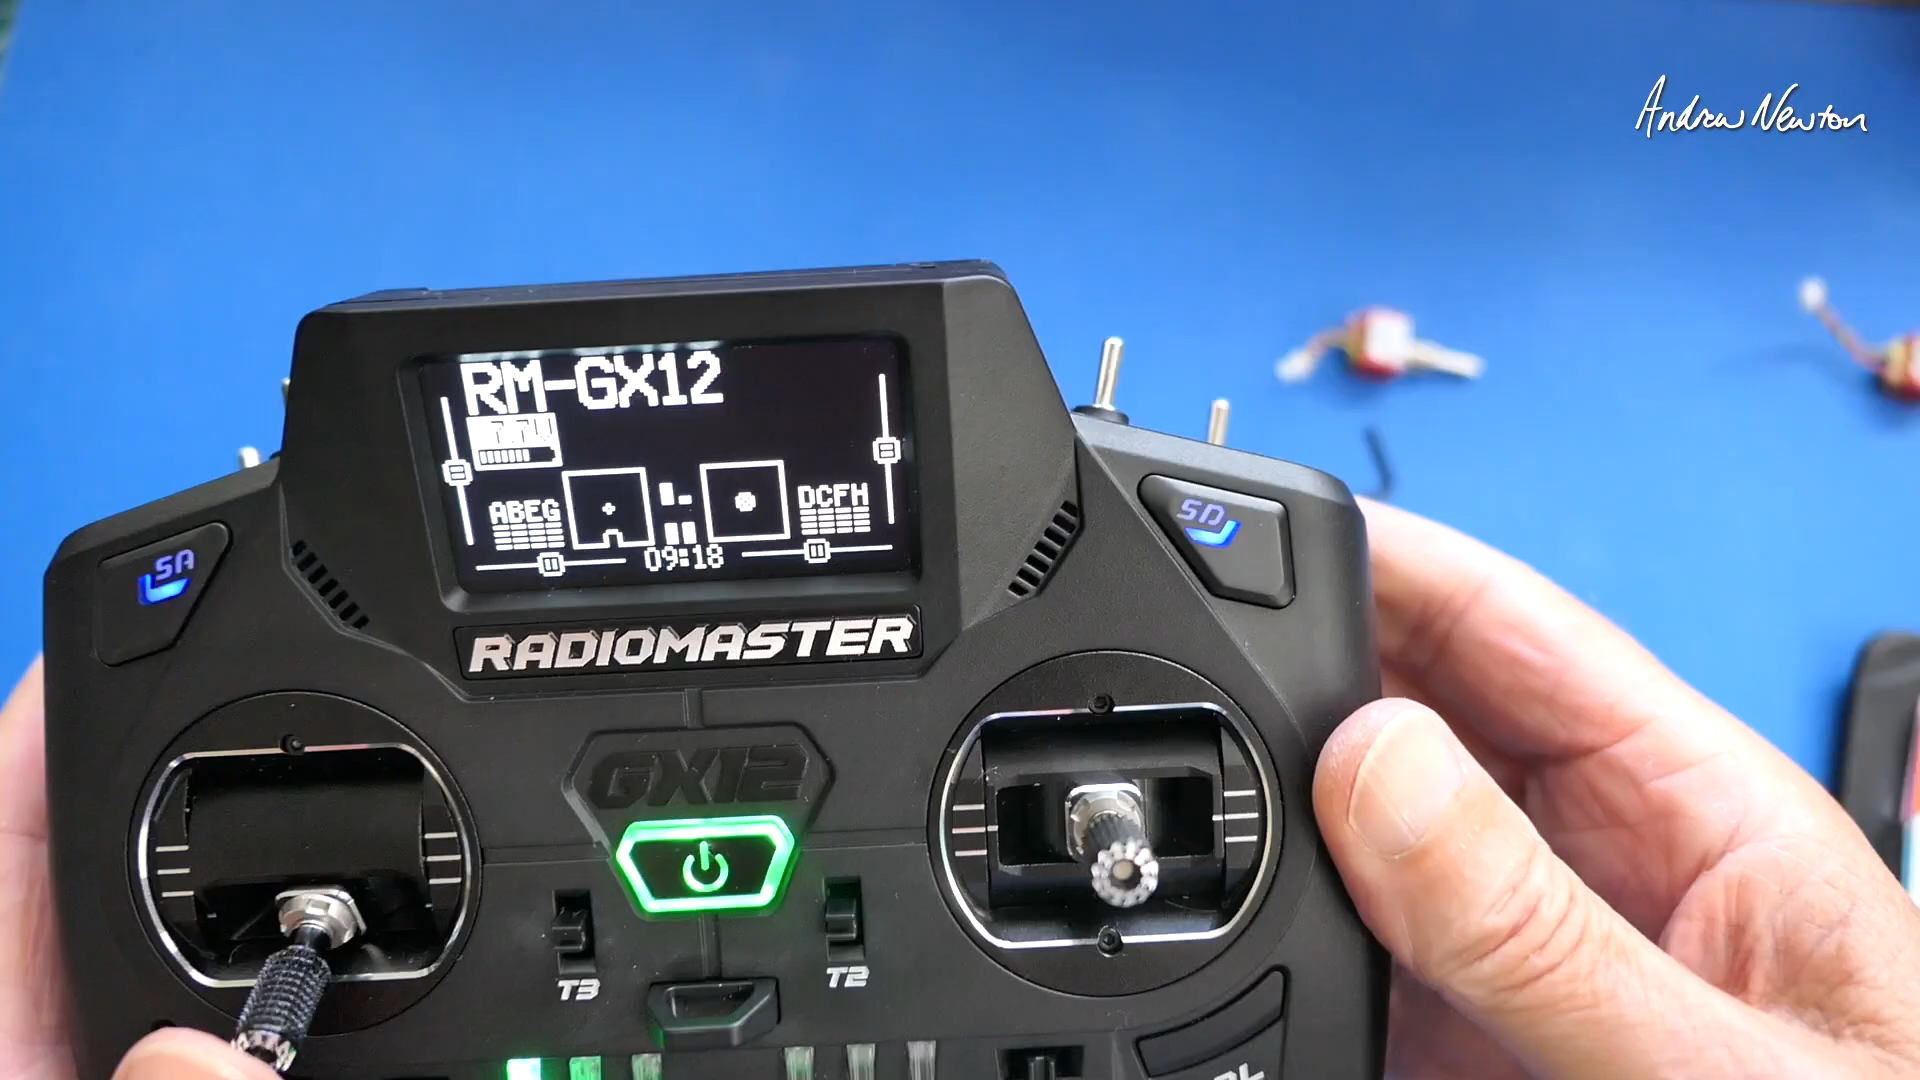 Andrew Newton
RM-GX12
ABEG
DCFH
09:18
SA
SD
RADIOMASTER
GX12
T3
T2